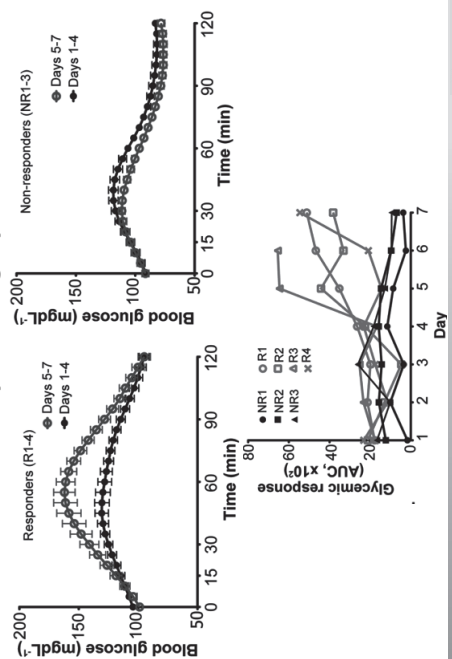 Responders (R1-4)
Days 5-7
Days 1-4
Blood glucose (mgdL-1)
200
150
100
50
0
30
60
90
120
Time (min)
Non-responders (NR1-3)
Days 5-7
Days 1-4
Blood glucose (mgdL-1)
200
150
100
50
0
15
30
60
90
120
Time (min)
NR1
NR2
NR3
R1
R2
R3
R4
Glycemic response
(AUC, x10²)
80
60
40
20
0
1
2
3
4
5
6
7
Day